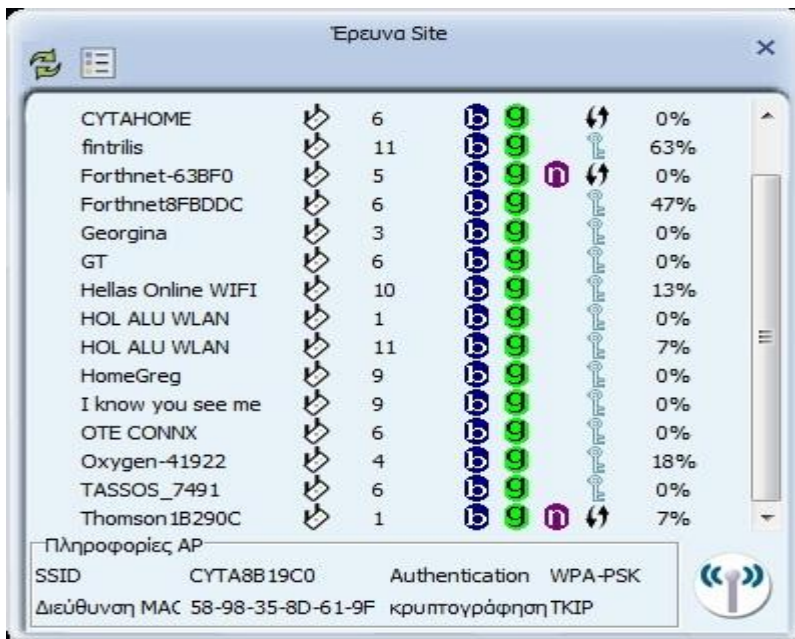 Έρευνα Site
CYTAHOME 6 b g 0%
fintrilis 11 b g 63%
Forthnet-63BF0 5 b g n 0%
Forthnet8FBDDC 6 b g 47%
Georgina 3 b g 0%
GT 6 b g 0%
Hellas Online WIFI 10 b g 13%
HOL ALU WLAN 1 b g 0%
HOL ALU WLAN 11 b g 7%
HomeGreg 9 b g 0%
I know you see me 9 b g 0%
OTE CONNX 6 b g 0%
Oxygen-41922 4 b g 18%
TASSOS_7491 6 b g 0%
Thomson1B290C 1 b g n 7%
Πληροφορίες AP
SSID CYTA8B19C0 Authentication WPA-PSK
Διεύθυνση MAC 58-98-35-8D-61-9F κρυπτογράφηση TKIP